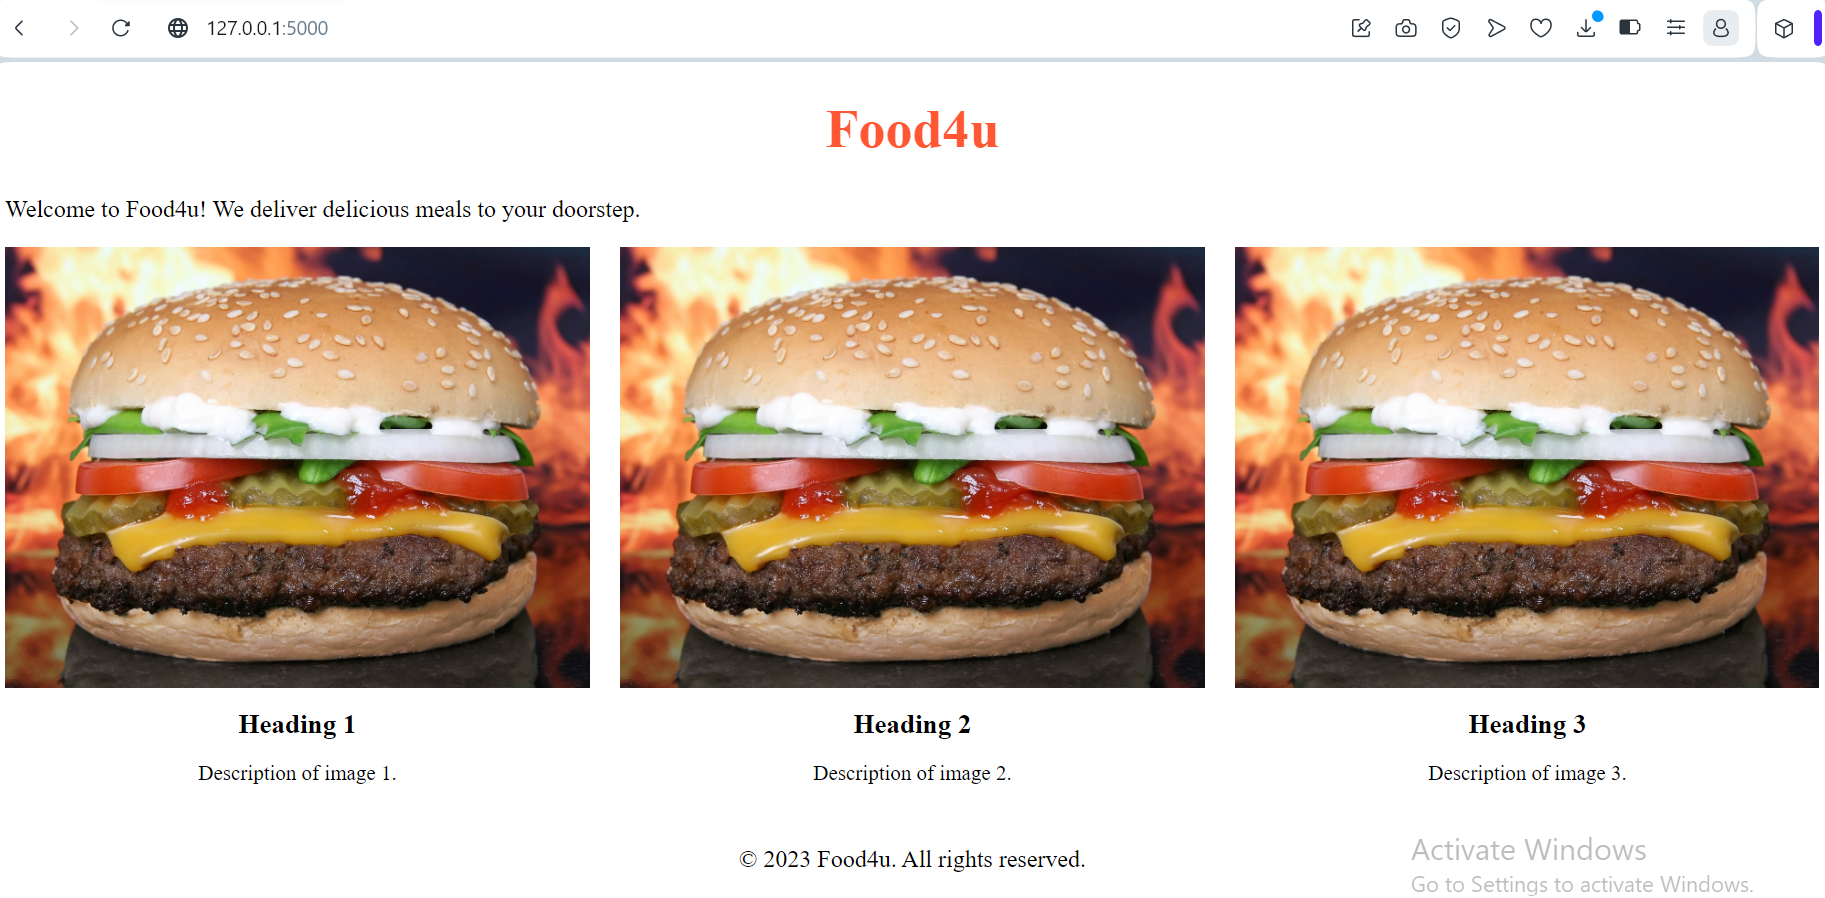 127.0.0.1:5000
Food4u
Welcome to Food4u! We deliver delicious meals to your doorstep.
Heading 1
Description of image 1.
Heading 2
Description of image 2.
Heading 3
Description of image 3.
© 2023 Food4u. All rights reserved.
Activate Windows
Go to Settings to activate Windows.